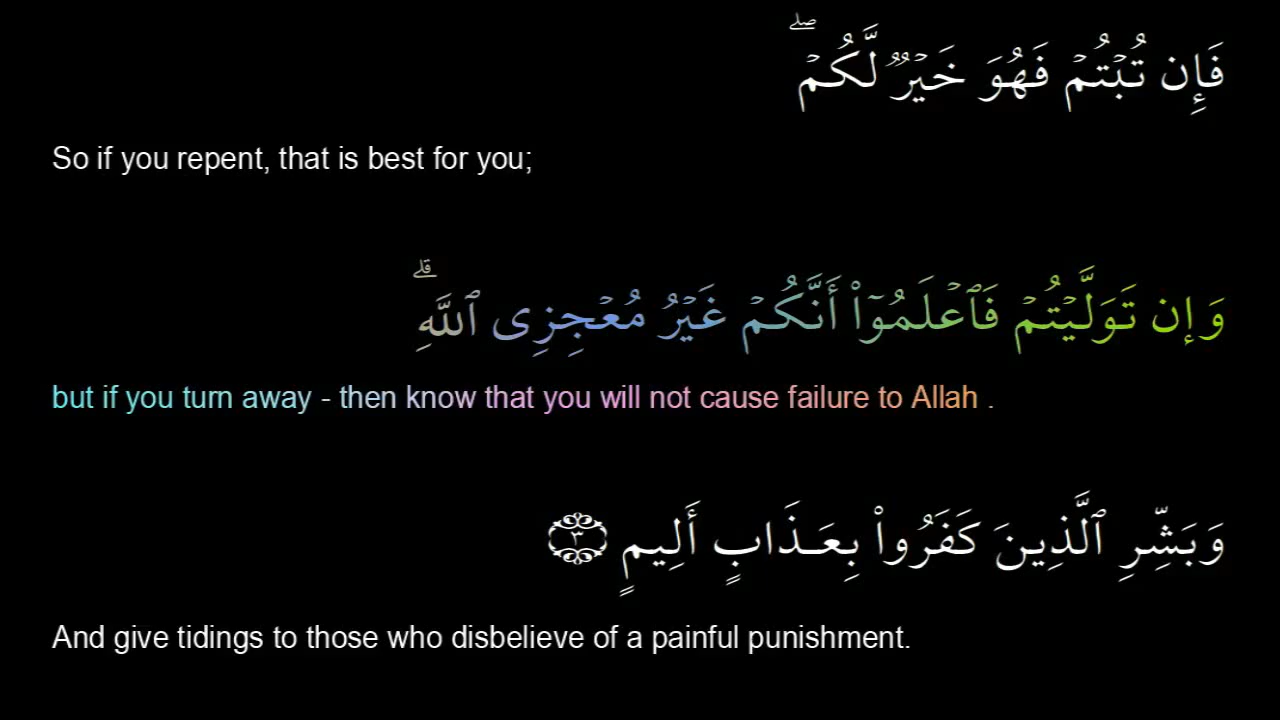 فَإِن تُبۡتُمۡ فَهُوَ خَيۡرٞ لَّكُمۡۖ
So if you repent, that is best for you;
وَإِن تَوَلَّيۡتُمۡ فَٱعۡلَمُوٓاْ أَنَّكُمۡ غَيۡرُ مُعۡجِزِي ٱللَّهِۗ
but if you turn away - then know that you will not cause failure to Allah .
وَبَشِّرِ ٱلَّذِينَ كَفَرُواْ بِعَذَابٍ أَلِيمٍ ٣
And give tidings to those who disbelieve of a painful punishment.